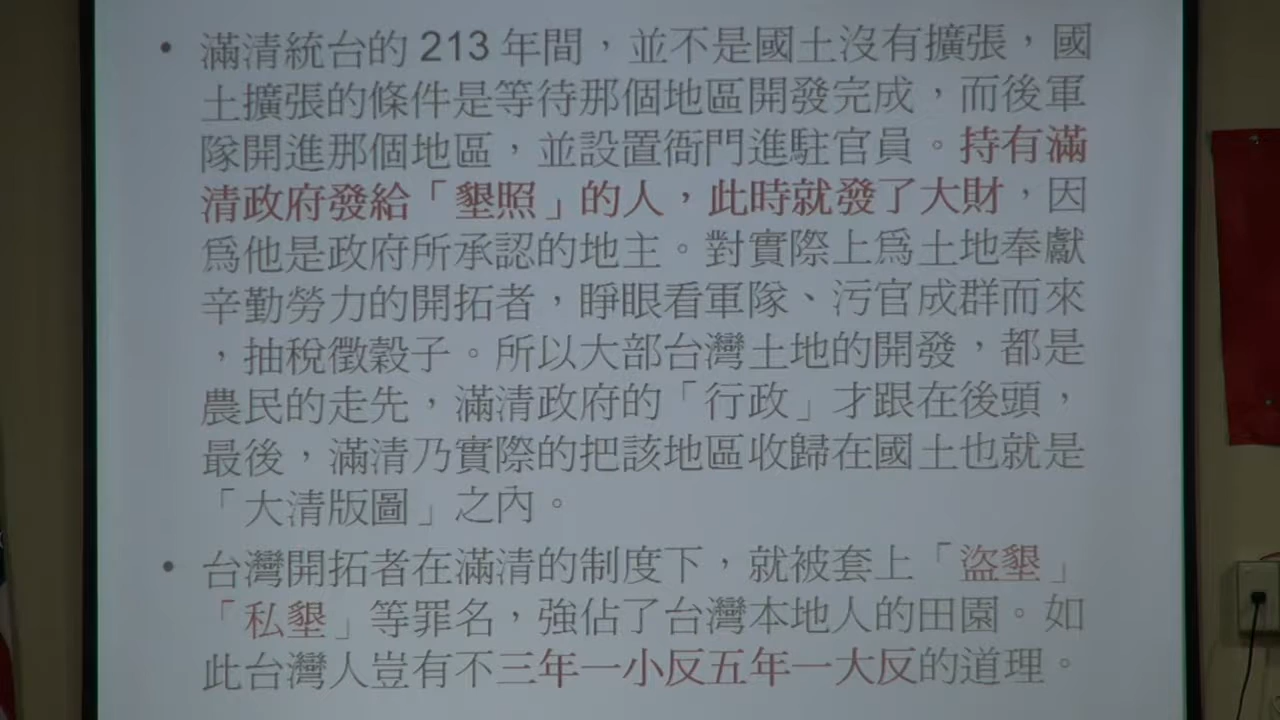 • 滿清統台的 213 年間，並不是國土沒有擴張，國
土擴張的條件是等待那個地區開發完成，而後軍
隊開進那個地區，並設置衙門進駐官員。持有滿
清政府發給「墾照」的人，此時就發了大財，因
為他是政府所承認的地主。對實際上為土地奉獻
辛勤勞力的開拓者，睜眼看軍隊、污官成群而來
，抽稅徵穀子。所以大部台灣土地的開發，都是
農民的走先，滿清政府的「行政」才跟在後頭，
最後，滿清乃實際的把該地區收歸在國土也就是
「大清版圖」之內。
• 台灣開拓者在滿清的制度下，就被套上「盜墾」
「私墾」等罪名，強佔了台灣本地人的田園。如
此台灣人豈有不三年一小反五年一大反的道理。